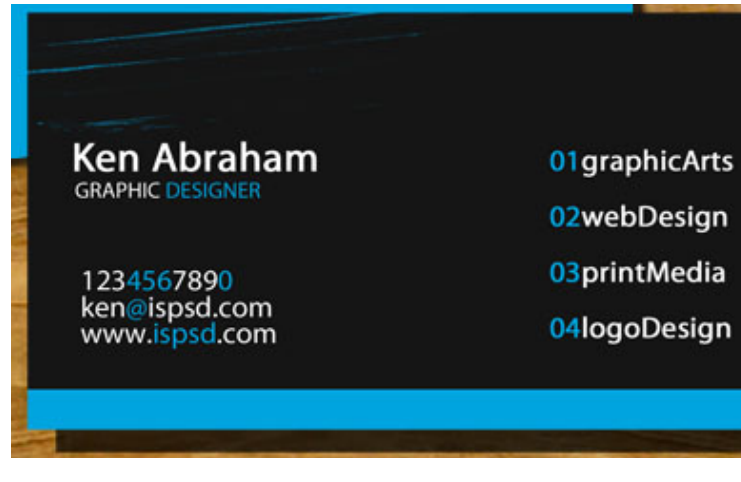 Ken Abraham
GRAPHIC DESIGNER
1234567890
ken@ispsd.com
www.ispsd.com
01graphicArts
02webDesign
03printMedia
04logoDesign